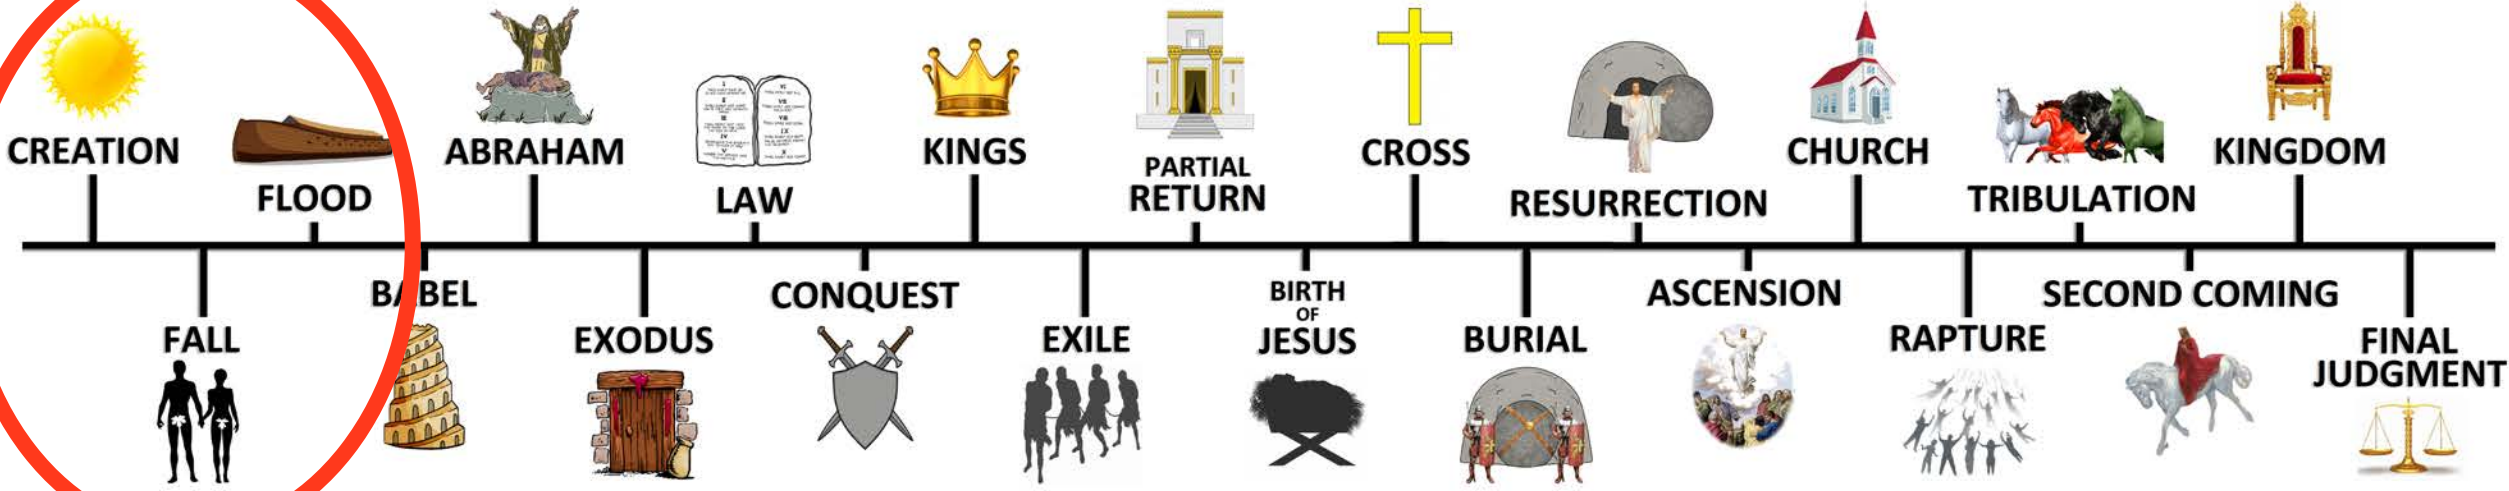 CREATION
FALL
FLOOD
BABEL
ABRAHAM
EXODUS
LAW
CONQUEST
KINGS
EXILE
PARTIAL
RETURN
BIRTH
OF
JESUS
CROSS
BURIAL
RESURRECTION
ASCENSION
CHURCH
RAPTURE
TRIBULATION
SECOND COMING
KINGDOM
FINAL
JUDGMENT